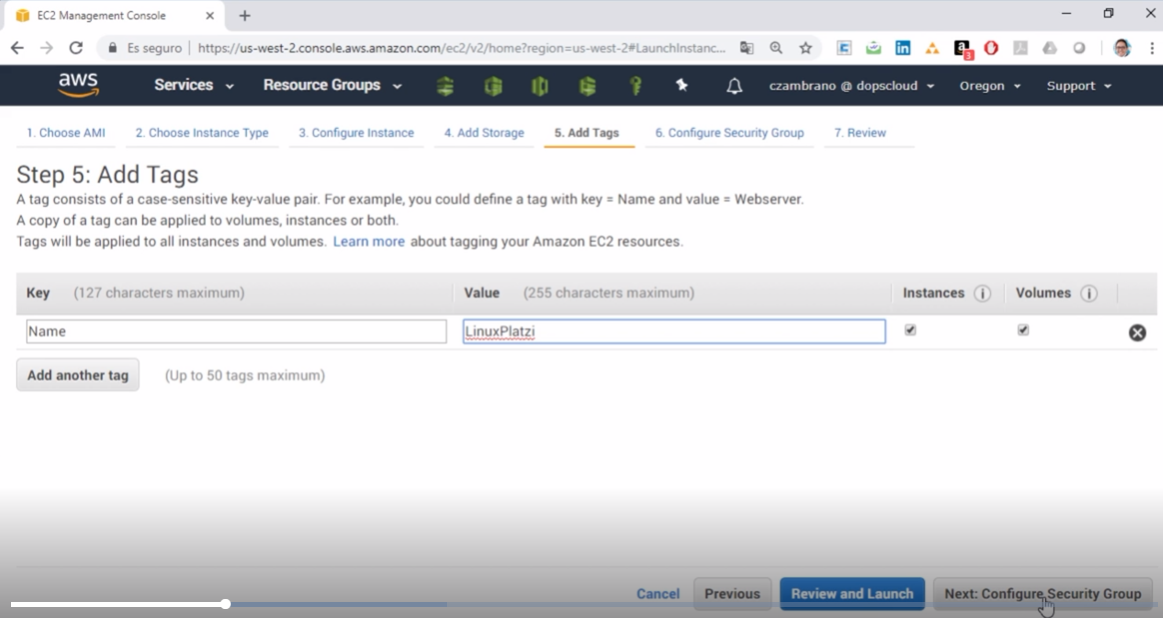 EC2 Management Console
Es seguro | https://us-west-2.console.aws.amazon.com/ec2/v2/home?region=us-west-2#LaunchInstanc...
aws Services Resource Groups czambrano @ dopscloud Oregon Support
1. Choose AMI 2. Choose Instance Type 3. Configure Instance 4. Add Storage 5. Add Tags 6. Configure Security Group 7. Review
Step 5: Add Tags
A tag consists of a case-sensitive key-value pair. For example, you could define a tag with key = Name and value = Webserver.
A copy of a tag can be applied to volumes, instances or both.
Tags will be applied to all instances and volumes. Learn more about tagging your Amazon EC2 resources.
Key (127 characters maximum) Value (255 characters maximum) Instances i Volumes i
Name LinuxPlatzi
Add another tag (Up to 50 tags maximum)
Cancel Previous Review and Launch Next: Configure Security Group